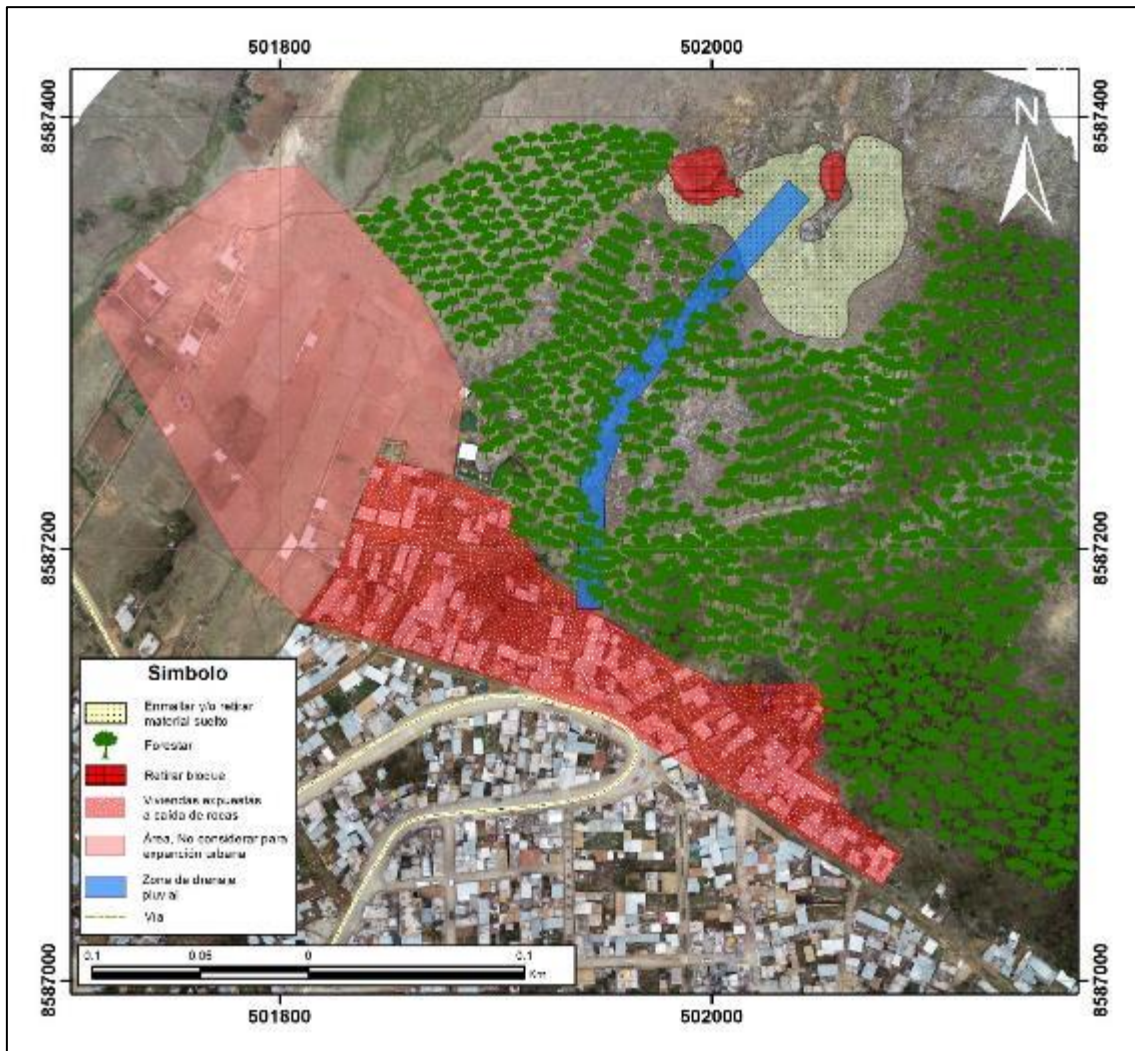 501800 502000
8587400 8587400
N
8587200 8587200
Simbolo
Enmallar y/o retirar
material suelto
Forestar
Retirar bloque
Viviendas expuestas
a caída de rocas
Área, No considerar para
expanción urbana
Zona de drenaje
pluvial
Via
0.1 0.05 0 0.1
Km
8587000 8587000
501800 502000